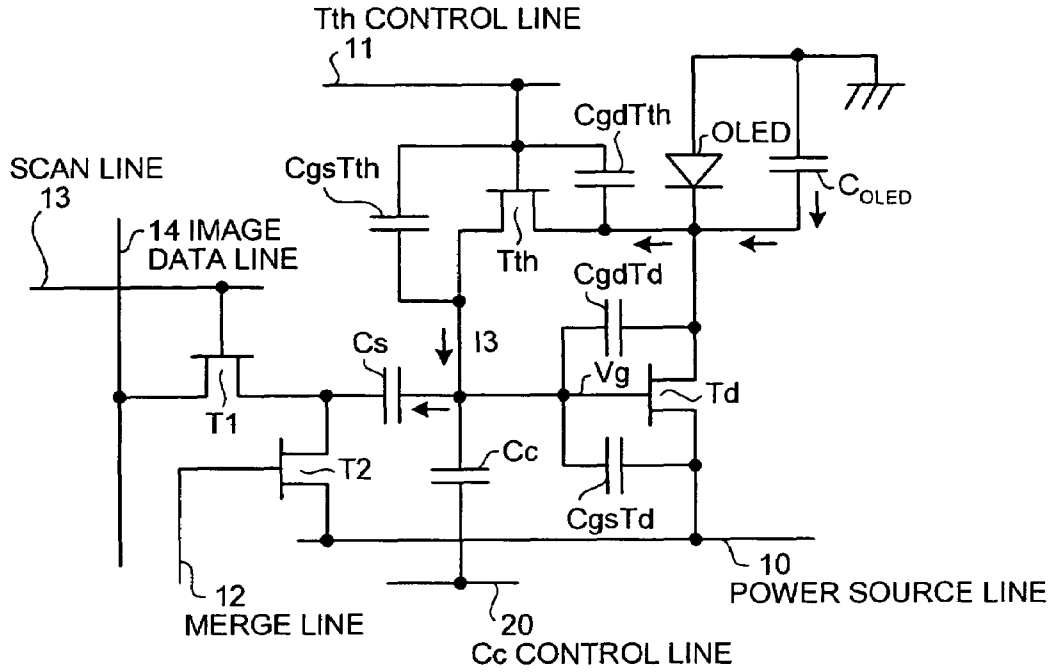 Tth CONTROL LINE
11
CgdTth
OLED
CgsTth
COLED
SCAN LINE
13
14 IMAGE
DATA LINE
Tth
CgdTd
I3
Cs
Vg
Td
T1
Cc
T2
CgsTd
10
POWER SOURCE LINE
12
MERGE LINE
20
Cc CONTROL LINE